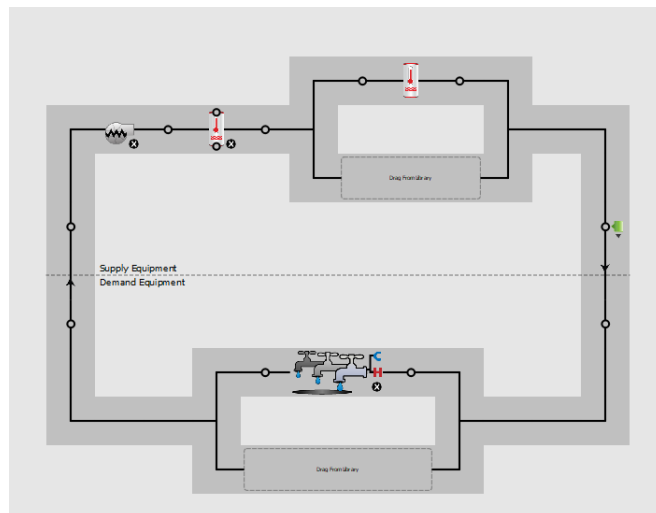 Drag From Library
Supply Equipment
Demand Equipment
C
H
Drag From Library